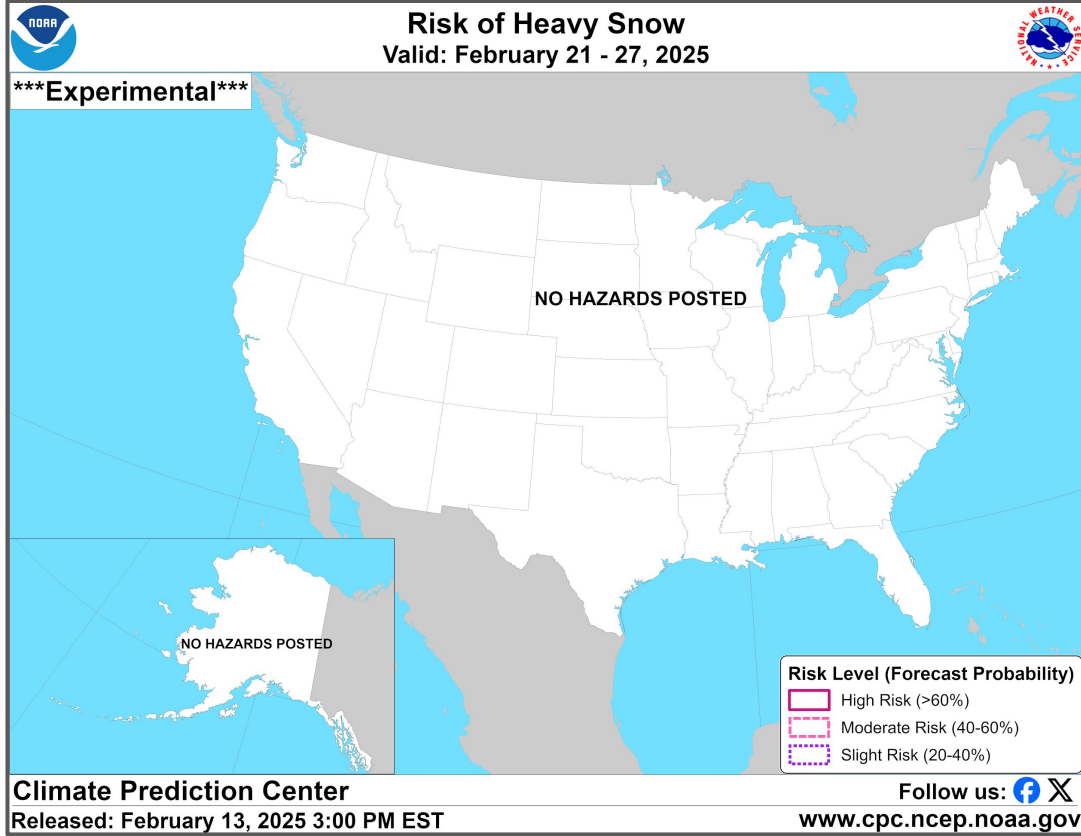 NOAA
Risk of Heavy Snow
Valid: February 21 - 27, 2025
NATIONAL WEATHER SERVICE
***Experimental***
NO HAZARDS POSTED
NO HAZARDS POSTED
Risk Level (Forecast Probability)
High Risk (>60%)
Moderate Risk (40-60%)
Slight Risk (20-40%)
Climate Prediction Center
Follow us:
Released: February 13, 2025 3:00 PM EST
www.cpc.ncep.noaa.gov